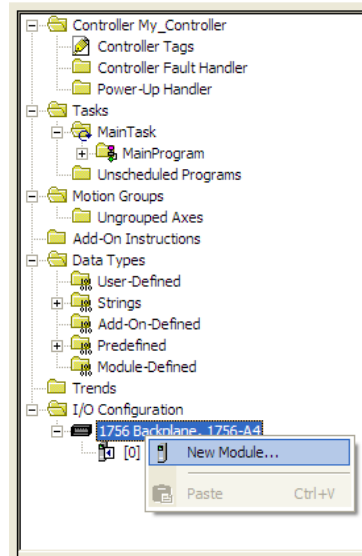 Controller My_Controller
Controller Tags
Controller Fault Handler
Power-Up Handler
Tasks
MainTask
MainProgram
Unscheduled Programs
Motion Groups
Ungrouped Axes
Add-On Instructions
Data Types
User-Defined
Strings
Add-On-Defined
Predefined
Module-Defined
Trends
I/O Configuration
1756 Backplane, 1756-A4
[0]
New Module...
Paste Ctrl+V